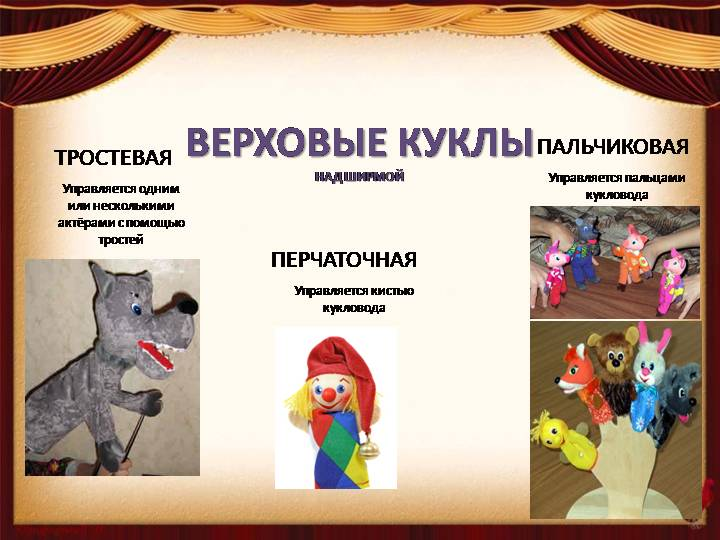 ВЕРХОВЫЕ КУКЛЫ
НАД ШИРМОЙ
ТРОСТЕВАЯ
Управляется одним
или несколькими
актёрами с помощью
тростей
ПЕРЧАТОЧНАЯ
Управляется кистью
кукловода
ПАЛЬЧИКОВАЯ
Управляется пальцами
кукловода